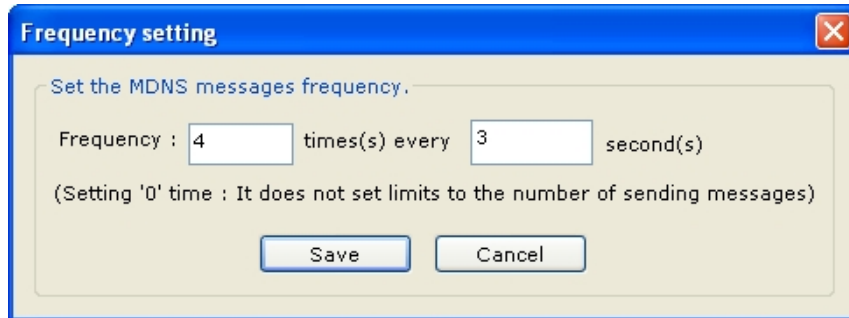 Frequency setting
Set the MDNS messages frequency.
Frequency : 4 times(s) every 3 second(s)
(Setting '0' time : It does not set limits to the number of sending messages)
Save Cancel